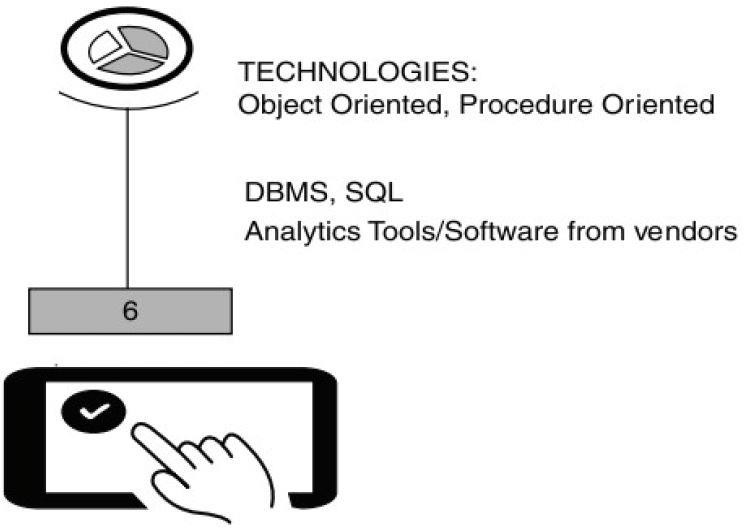 TECHNOLOGIES:
Object Oriented, Procedure Oriented
DBMS, SQL
Analytics Tools/Software from vendors
6